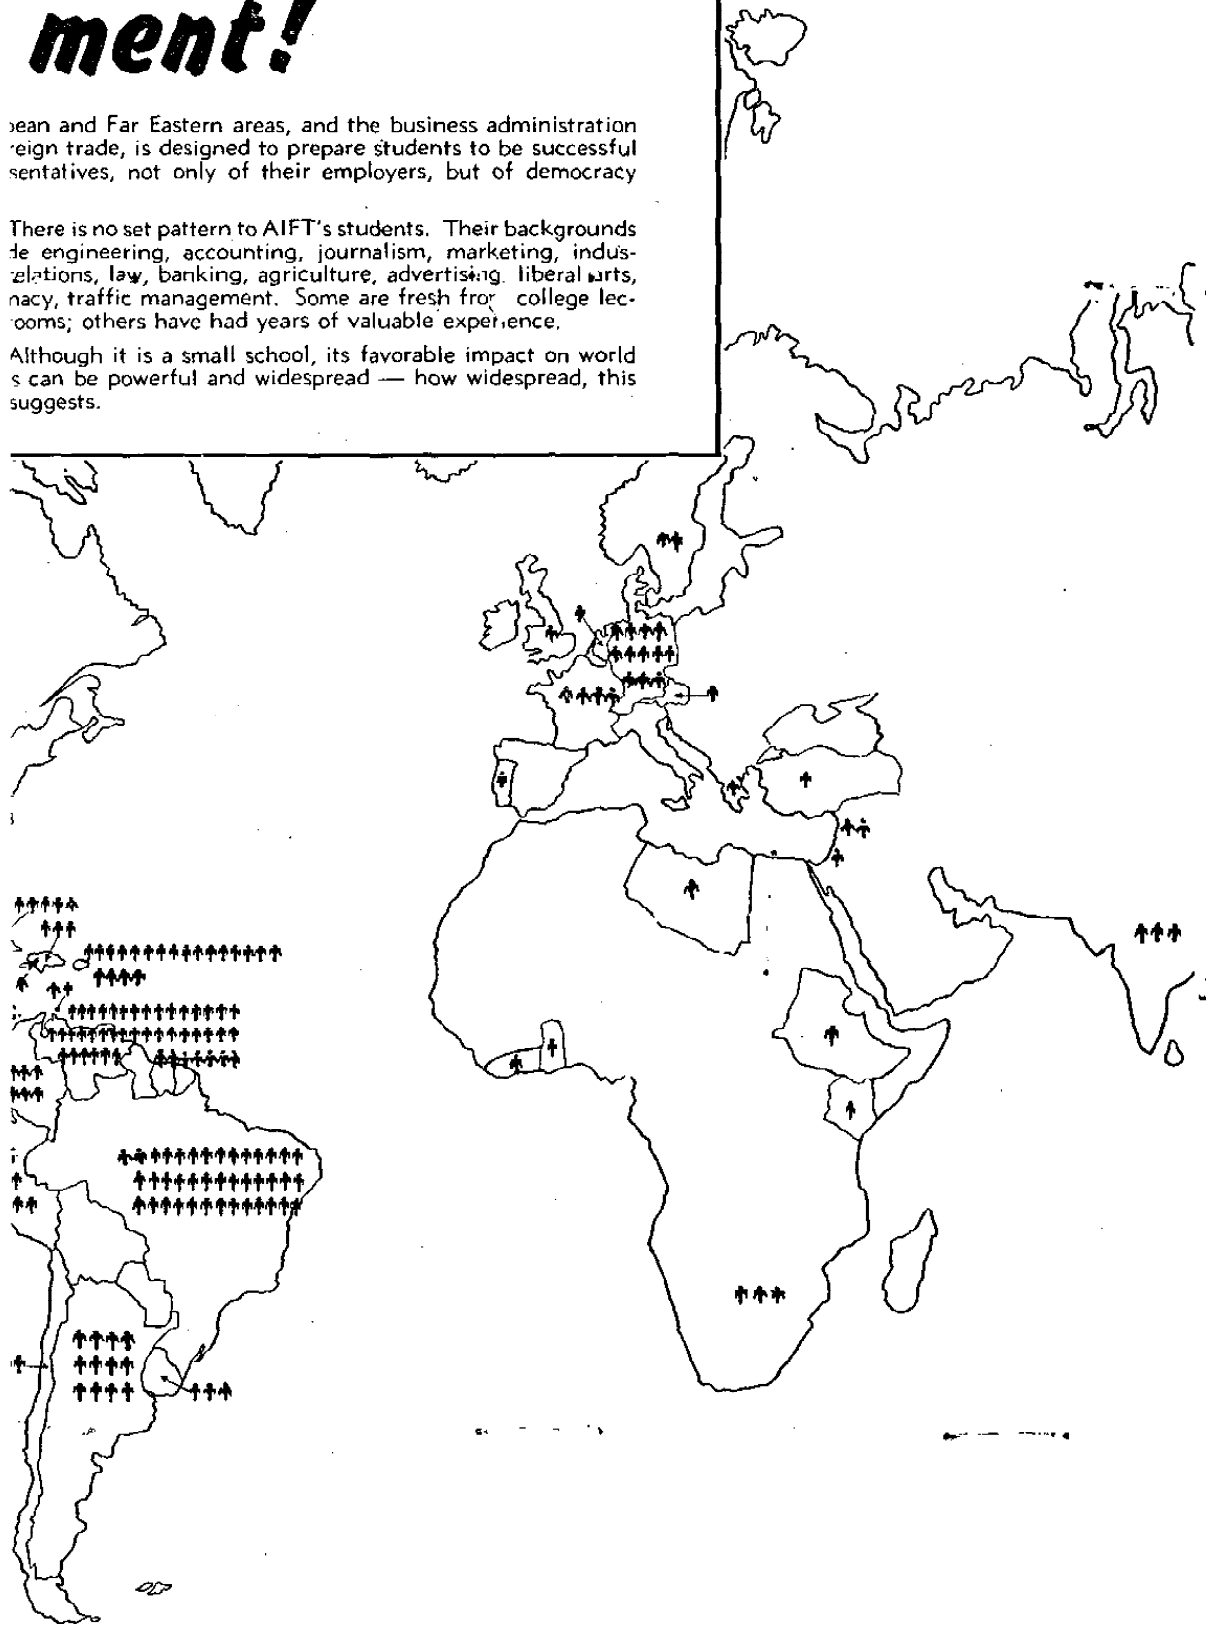 ment!
ean and Far Eastern areas, and the business administration
eign trade, is designed to prepare students to be successful
sentatives, not only of their employers, but of democracy
There is no set pattern to AIFT's students. Their backgrounds
de engineering, accounting, journalism, marketing, indus-
elations, law, banking, agriculture, advertising. liberal arts,
nacy, traffic management. Some are fresh from college lec-
ooms; others have had years of valuable experience.
Although it is a small school, its favorable impact on world
s can be powerful and widespread — how widespread, this
suggests.